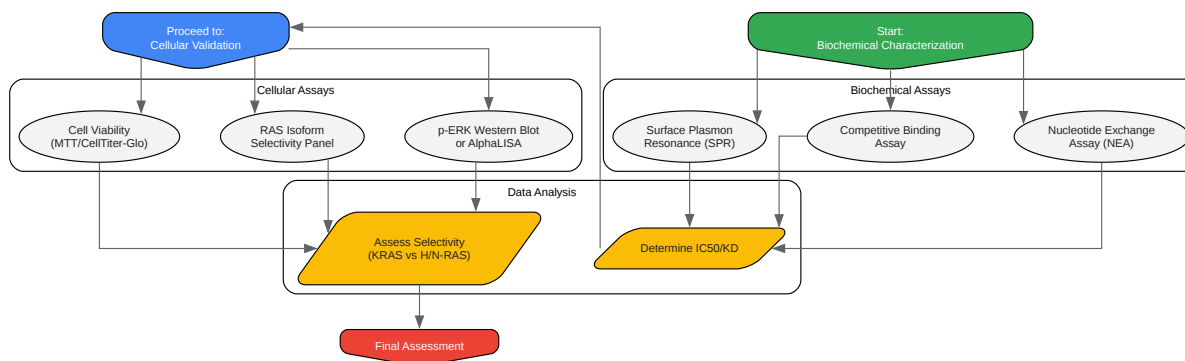 Proceed to:
Cellular Validation
Start:
Biochemical Characterization
Cellular Assays
Biochemical Assays
Cell Viability
(MTT/CellTiter-Glo)
RAS Isoform
Selectivity Panel
p-ERK Western Blot
or AlphaLISA
Surface Plasmon
Resonance (SPR)
Competitive Binding
Assay
Nucleotide Exchange
Assay (NEA)
Data Analysis
Assess Selectivity
(KRAS vs H/N-RAS)
Determine IC50/KD
Final Assessment